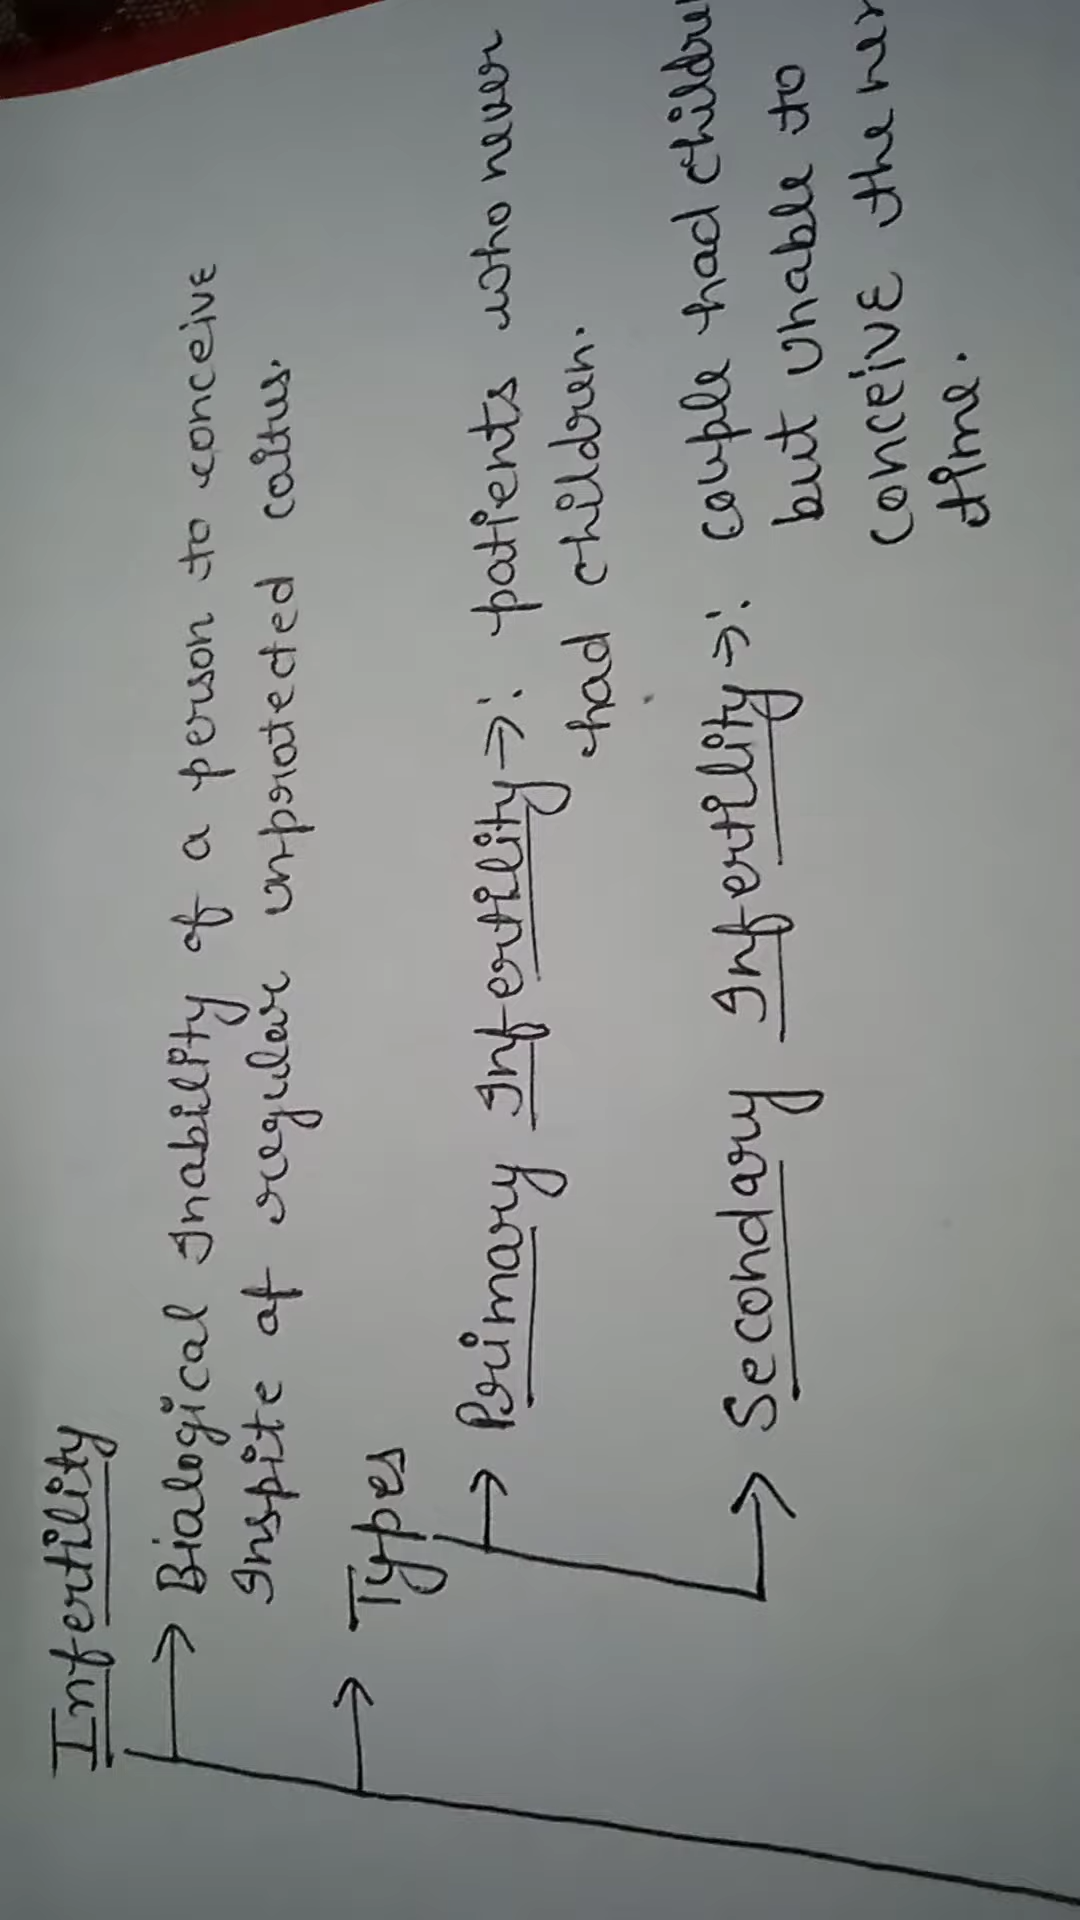 Infertility
Biological Inability of a person to conceive
Inspite of regular unprotected coitus.
Types
Primary Infertility →: patients who never
had children.
Secondary Infertility →: couple had
but unable to
conceive the
time.